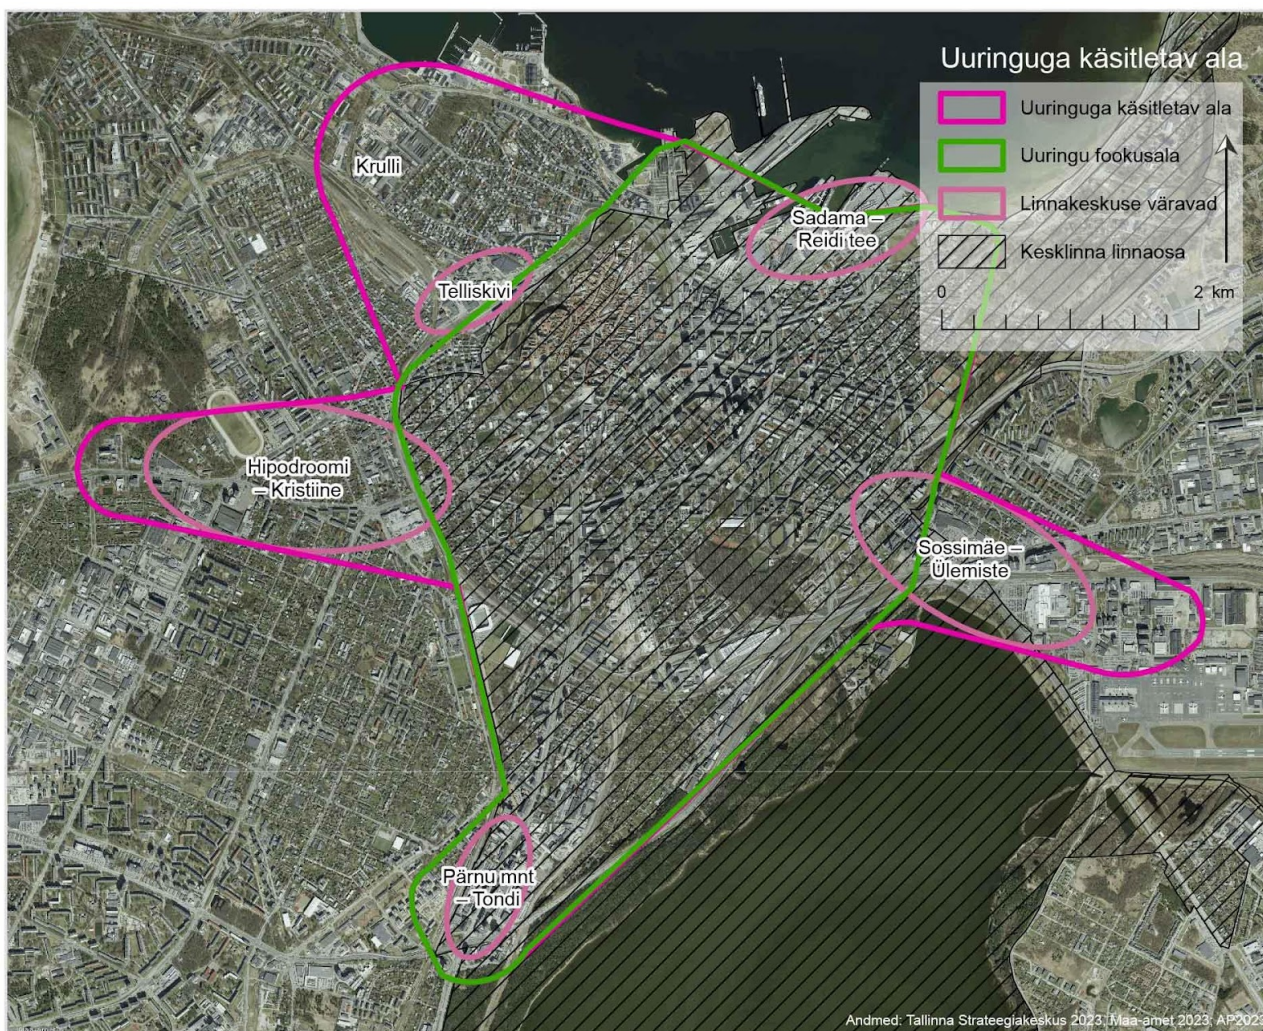 Uuringuga käsitletav ala
Uuringuga käsitletav ala
Uuringu fookusala
Linnakeskuse väravad
Kesklinna linnaosa
0
2 km
Krulli
Sadama –
Reidi tee
Telliskivi
Hipodroomi
– Kristiine
Sossimäe –
Ülemiste
Pärnu mnt
– Tondi
Andmed: Tallinna Strateegiakeskus 2023, Maa-amet 2023; AP2023